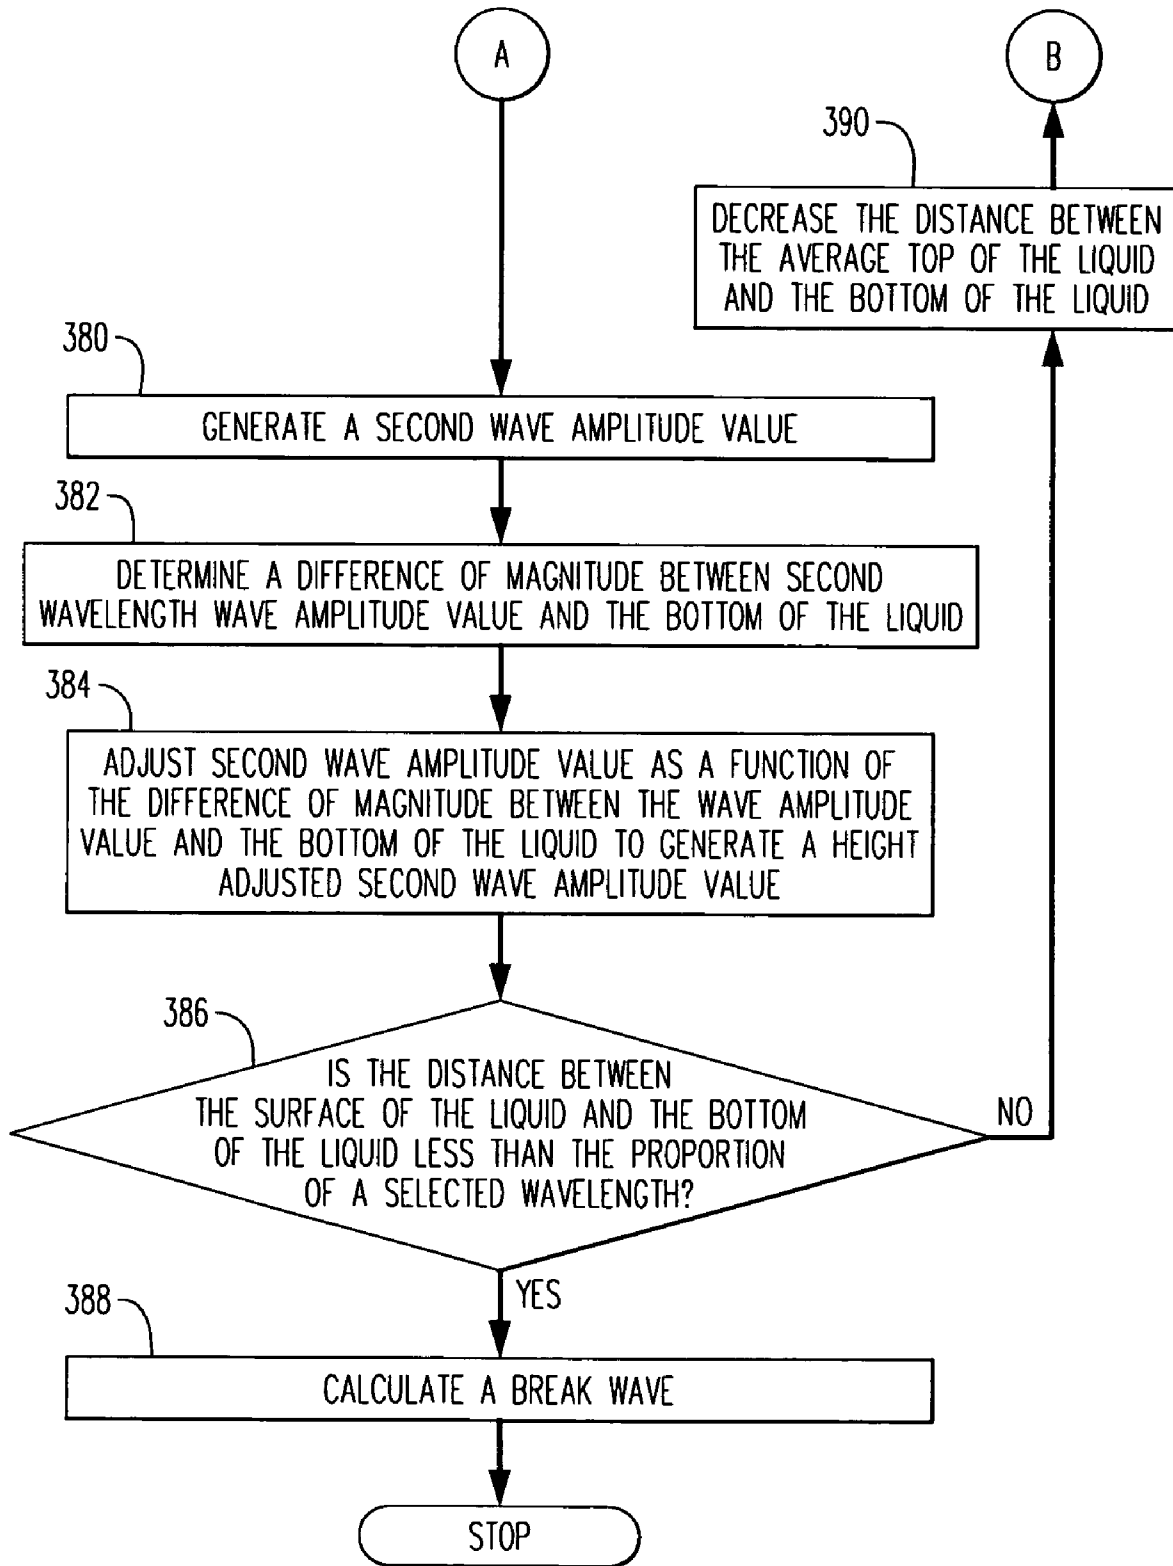 A
B
390
DECREASE THE DISTANCE BETWEEN
THE AVERAGE TOP OF THE LIQUID
AND THE BOTTOM OF THE LIQUID
380
GENERATE A SECOND WAVE AMPLITUDE VALUE
382
DETERMINE A DIFFERENCE OF MAGNITUDE BETWEEN SECOND
WAVELENGTH WAVE AMPLITUDE VALUE AND THE BOTTOM OF THE LIQUID
384
ADJUST SECOND WAVE AMPLITUDE VALUE AS A FUNCTION OF
THE DIFFERENCE OF MAGNITUDE BETWEEN THE WAVE AMPLITUDE
VALUE AND THE BOTTOM OF THE LIQUID TO GENERATE A HEIGHT
ADJUSTED SECOND WAVE AMPLITUDE VALUE
386
IS THE DISTANCE BETWEEN
THE SURFACE OF THE LIQUID AND THE BOTTOM
OF THE LIQUID LESS THAN THE PROPORTION
OF A SELECTED WAVELENGTH?
NO
YES
388
CALCULATE A BREAK WAVE
STOP